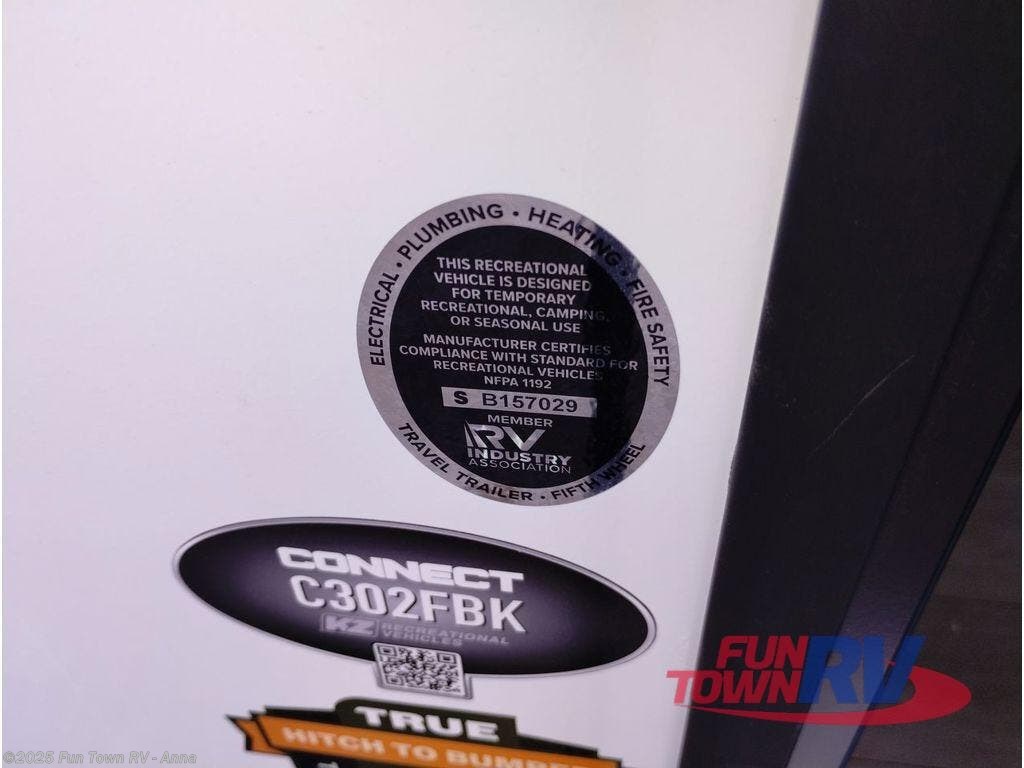 ELECTRICAL • PLUMBING • HEATING • FIRE SAFETY
THIS RECREATIONAL
VEHICLE IS DESIGNED
FOR TEMPORARY
RECREATIONAL, CAMPING,
OR SEASONAL USE
MANUFACTURER CERTIFIES
COMPLIANCE WITH STANDARD FOR
RECREATIONAL VEHICLES
NFPA 1192
S B157029
MEMBER
RV
INDUSTRY
ASSOCIATION
TRAVEL TRAILER • FIFTH WHEEL
CONNECT
C302FBK
KZ RECREATIONAL
VEHICLES
TRUE
HITCH TO BUMPER
FUN
TOWN RV
©2025 Fun Town RV - Anna